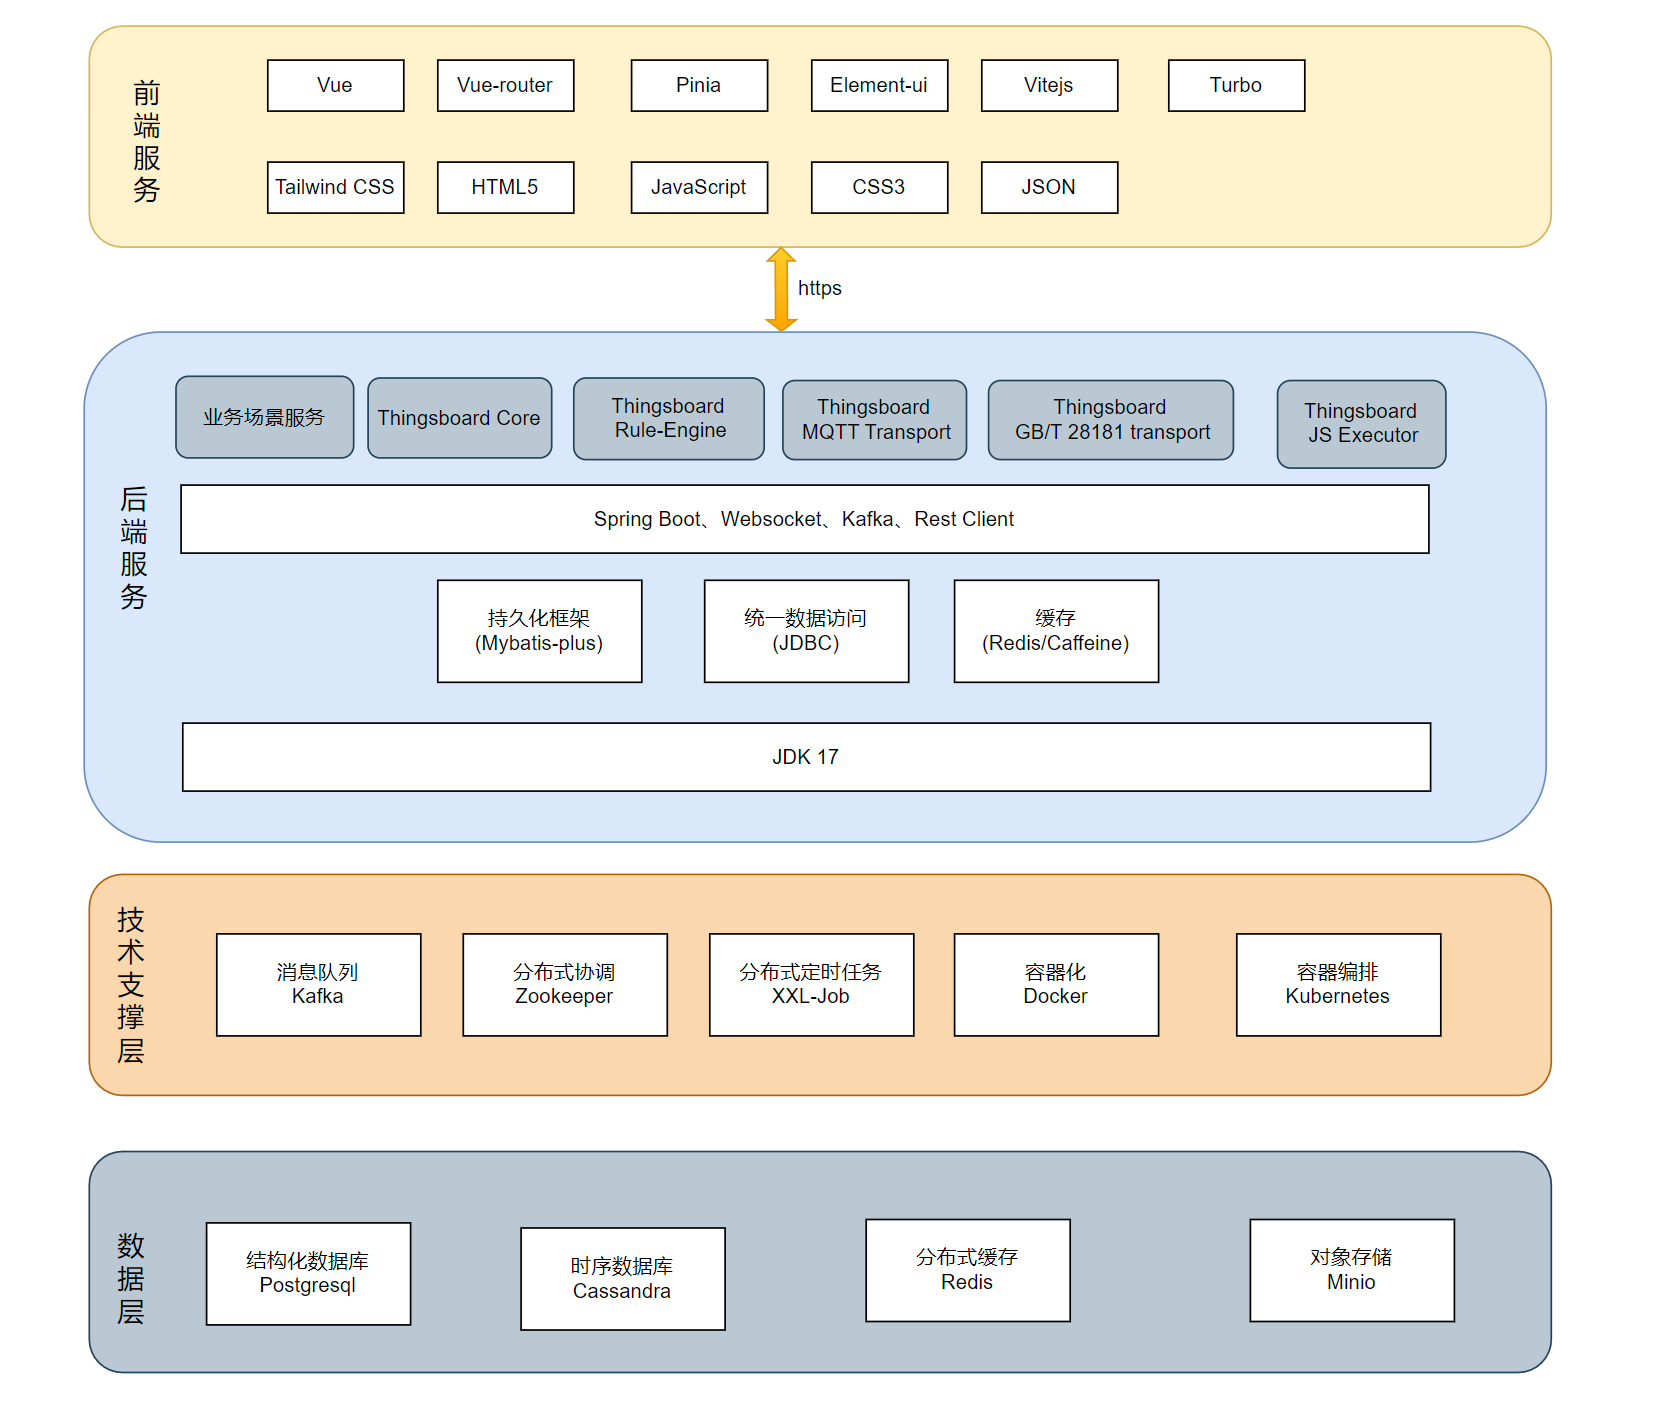 前端服务
Vue
Vue-router
Pinia
Element-ui
Vitejs
Turbo
Tailwind CSS
HTML5
JavaScript
CSS3
JSON
https
后端服务
业务场景服务
Thingsboard Core
Thingsboard
Rule-Engine
Thingsboard
MQTT Transport
Thingsboard
GB/T 28181 transport
Thingsboard
JS Executor
Spring Boot、Websocket、Kafka、Rest Client
持久化框架
(Mybatis-plus)
统一数据访问
(JDBC)
缓存
(Redis/Caffeine)
JDK 17
技术支撑层
消息队列
Kafka
分布式协调
Zookeeper
分布式定时任务
XXL-Job
容器化
Docker
容器编排
Kubernetes
数据层
结构化数据库
Postgresql
时序数据库
Cassandra
分布式缓存
Redis
对象存储
Minio